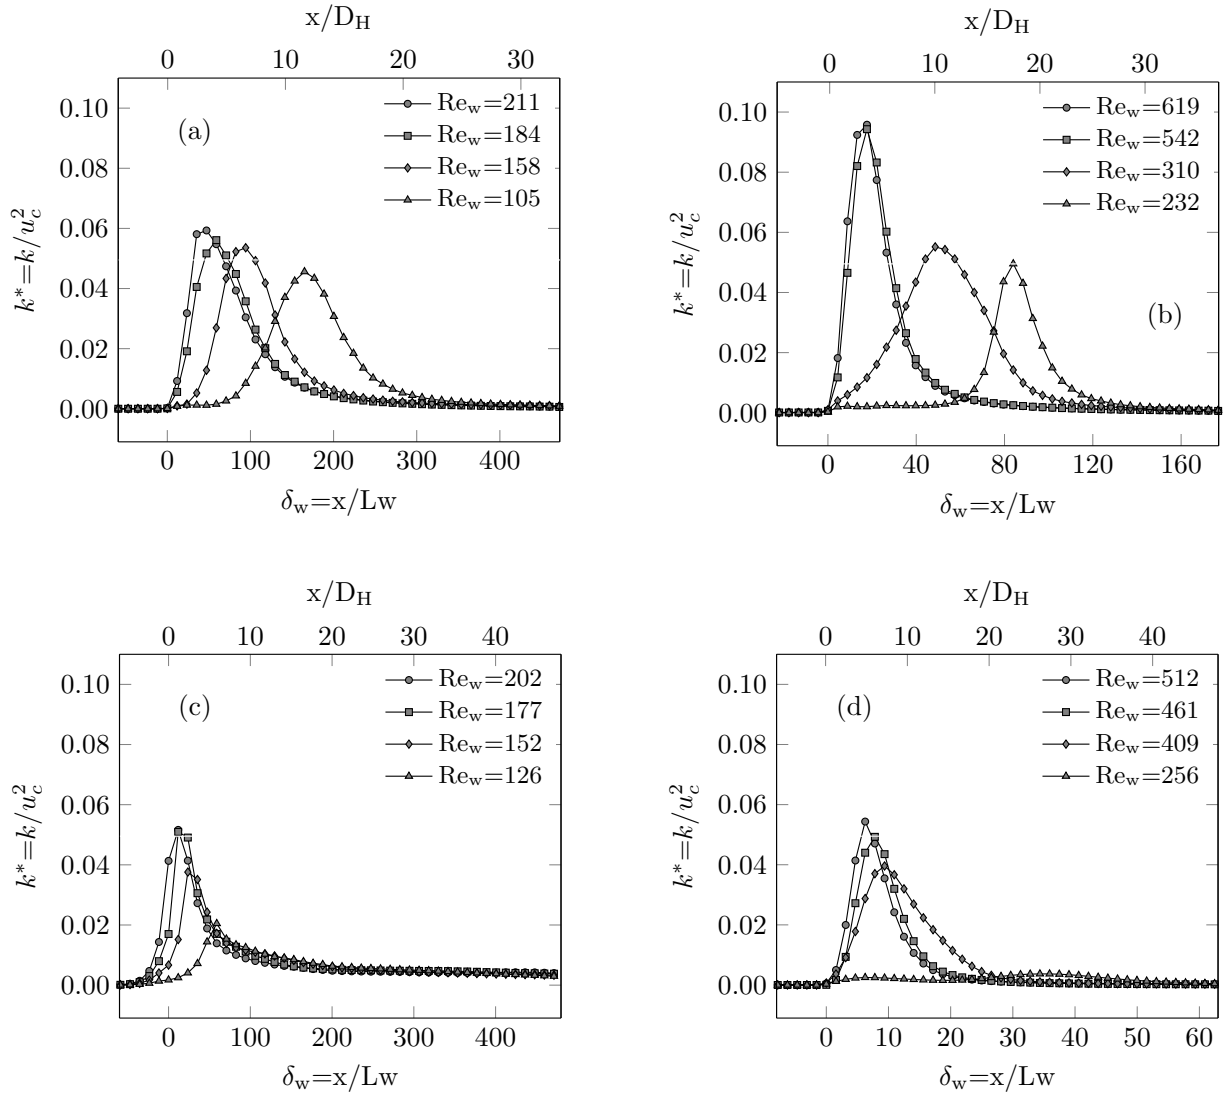 x/D_H
0 10 20 30
0.10
0.08
0.06
0.04
0.02
0.00
k*=k/u_c^2
(a)
Re_w=211
Re_w=184
Re_w=158
Re_w=105
0 100 200 300 400
δ_w=x/Lw
x/D_H
0 10 20 30
0.10
0.08
0.06
0.04
0.02
0.00
k*=k/u_c^2
Re_w=619
Re_w=542
Re_w=310
Re_w=232
(b)
0 40 80 120 160
δ_w=x/Lw
x/D_H
0 10 20 30 40
0.10
0.08
0.06
0.04
0.02
0.00
k*=k/u_c^2
(c)
Re_w=202
Re_w=177
Re_w=152
Re_w=126
0 100 200 300 400
δ_w=x/Lw
x/D_H
0 10 20 30 40
0.10
0.08
0.06
0.04
0.02
0.00
k*=k/u_c^2
(d)
Re_w=512
Re_w=461
Re_w=409
Re_w=256
0 10 20 30 40 50 60
δ_w=x/Lw